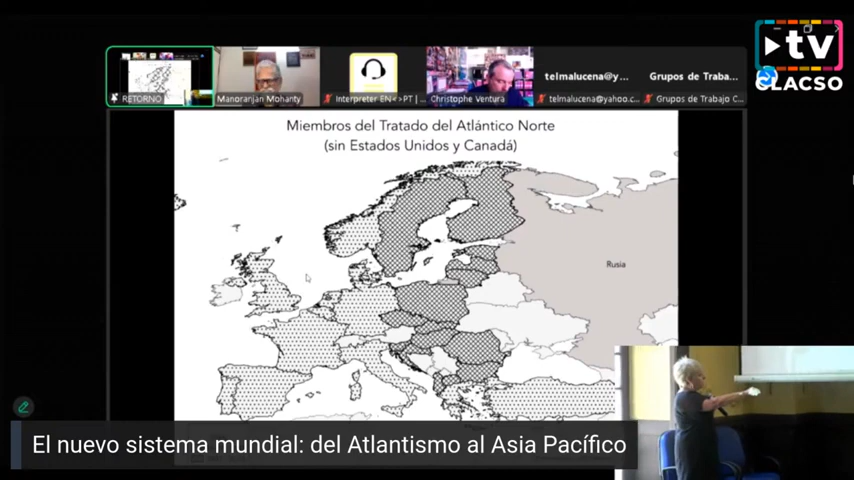 tv
CLACSO
telmalucena@y...
Grupos de Traba...
RETORNO
Manoranjan Mohanty
Interpreter EN<>PT | ...
Christophe Ventura
telmalucena@yahoo.c...
Grupos de Trabajo C...
Miembros del Tratado del Atlántico Norte
(sin Estados Unidos y Canadá)
Rusia
El nuevo sistema mundial: del Atlantismo al Asia Pacífico